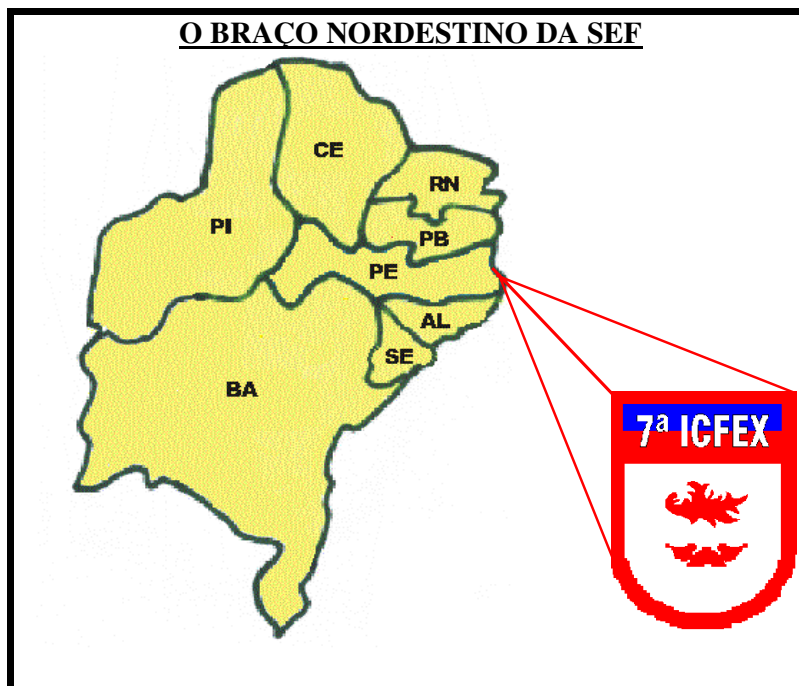 O BRAÇO NORDESTINO DA SEF
CE
RN
PI
PB
PE
AL
SE
BA
7ª ICFEX